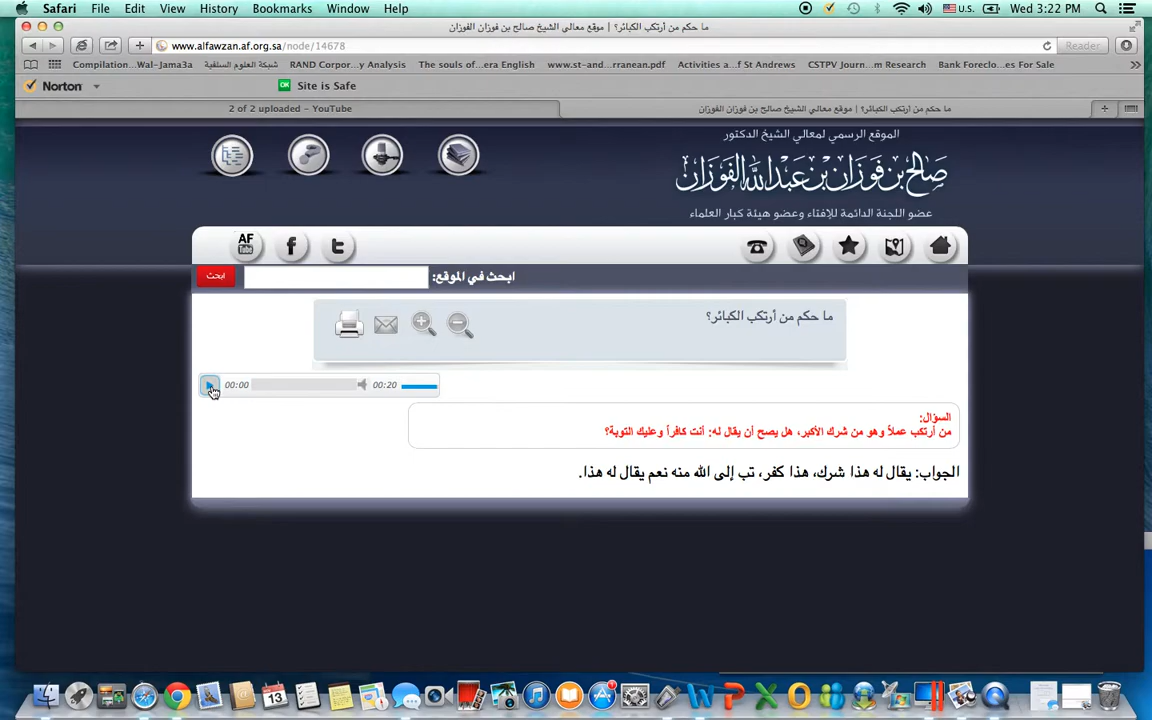 Safari File Edit View History Bookmarks Window Help U.S. Wed 3:22 PM
ما حكم من أرتكب الكبائر؟ | موقع معالي الشيخ صالح بن فوزان الفوزان
www.alfawzan.af.org.sa/node/14678 Reader
Compilation...Wal-Jama3a شبكة العلوم السلفية RAND Corpor...y Analysis The souls of...era English www.st-and...rranean.pdf Activities a...f St Andrews CSTPV Journ...m Research Bank Foreclo...es For Sale
Norton OK Site is Safe
2 of 2 uploaded - YouTube ما حكم من أرتكب الكبائر؟ | موقع معالي الشيخ صالح بن فوزان الفوزان
الموقع الرسمي لمعالي الشيخ الدكتور
صالح بن فوزان بن عبدالله الفوزان
عضو اللجنة الدائمة للإفتاء وعضو هيئة كبار العلماء
AF Tube f t
ابحث في الموقع: ابحث
ما حكم من أرتكب الكبائر؟
00:00 00:20
السؤال:
من أرتكب عملاً وهو من شرك الأكبر، هل يصح أن يقال له: أنت كافراً وعليك التوبة؟
الجواب: يقال له هذا شرك، هذا كفر، تب إلى الله منه نعم يقال له هذا.
13